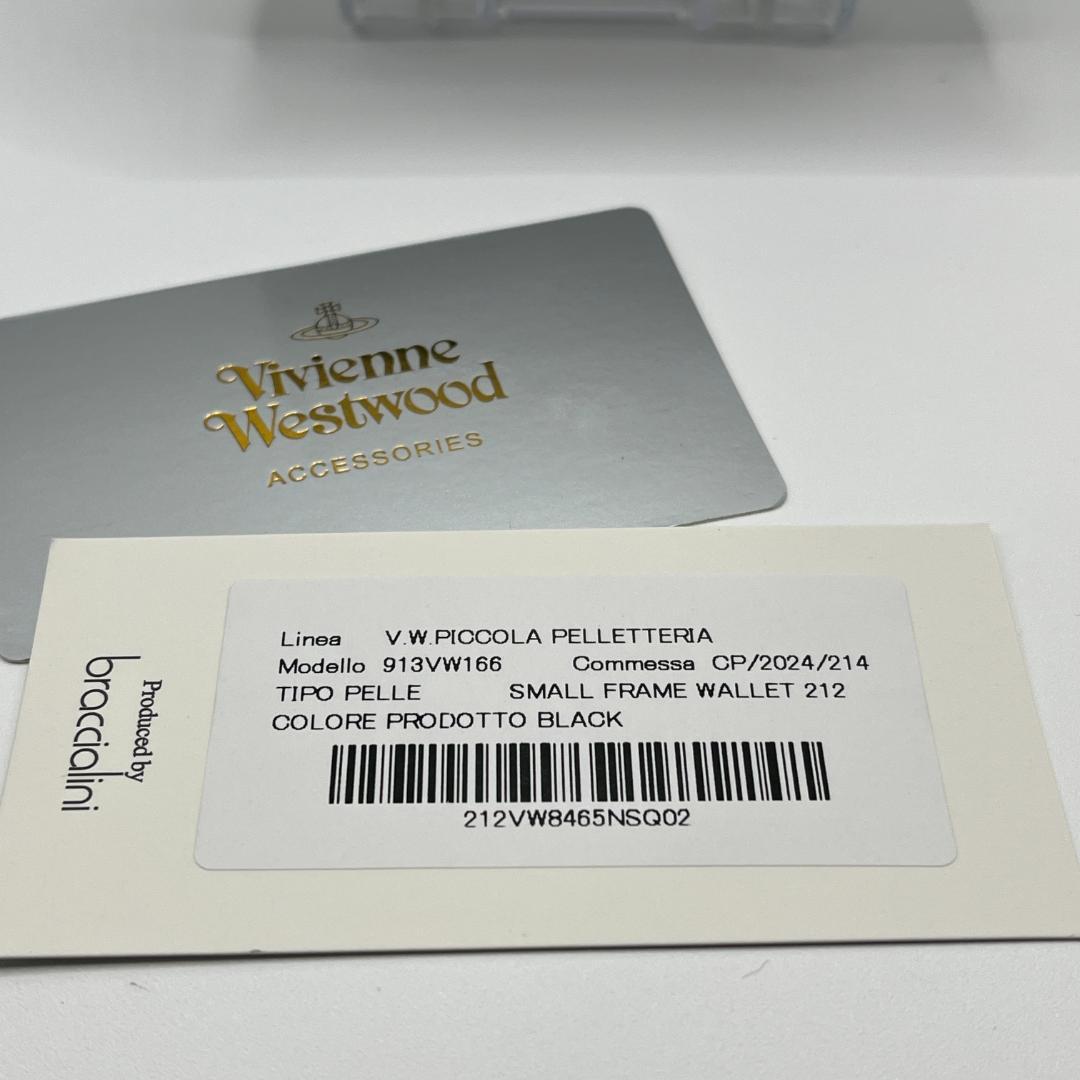 Vivienne
Westwood
ACCESSORIES
Produced by
braccialini
Linea V.W.PICCOLA PELLETTERIA
Modello 913VW166 Commessa CP/2024/214
TIPO PELLE SMALL FRAME WALLET 212
COLORE PRODOTTO BLACK
212VW8465NSQ02